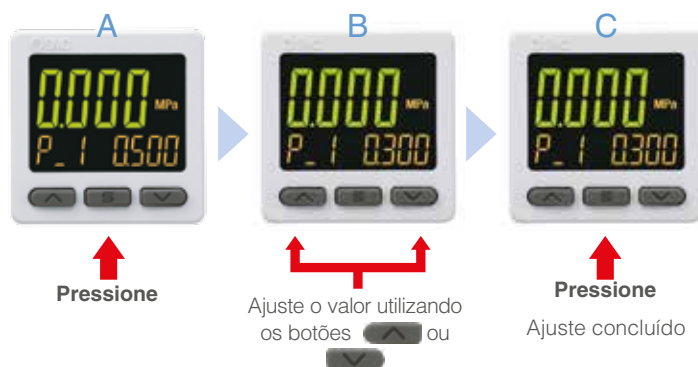 A
B
C
0.000 MPa
P_1 0.500
S
Pressione
0.000 MPa
P_1 0.300
S
Ajuste o valor utilizando
os botões ou
0.000 MPa
P_1 0.300
S
Pressione
Ajuste concluído